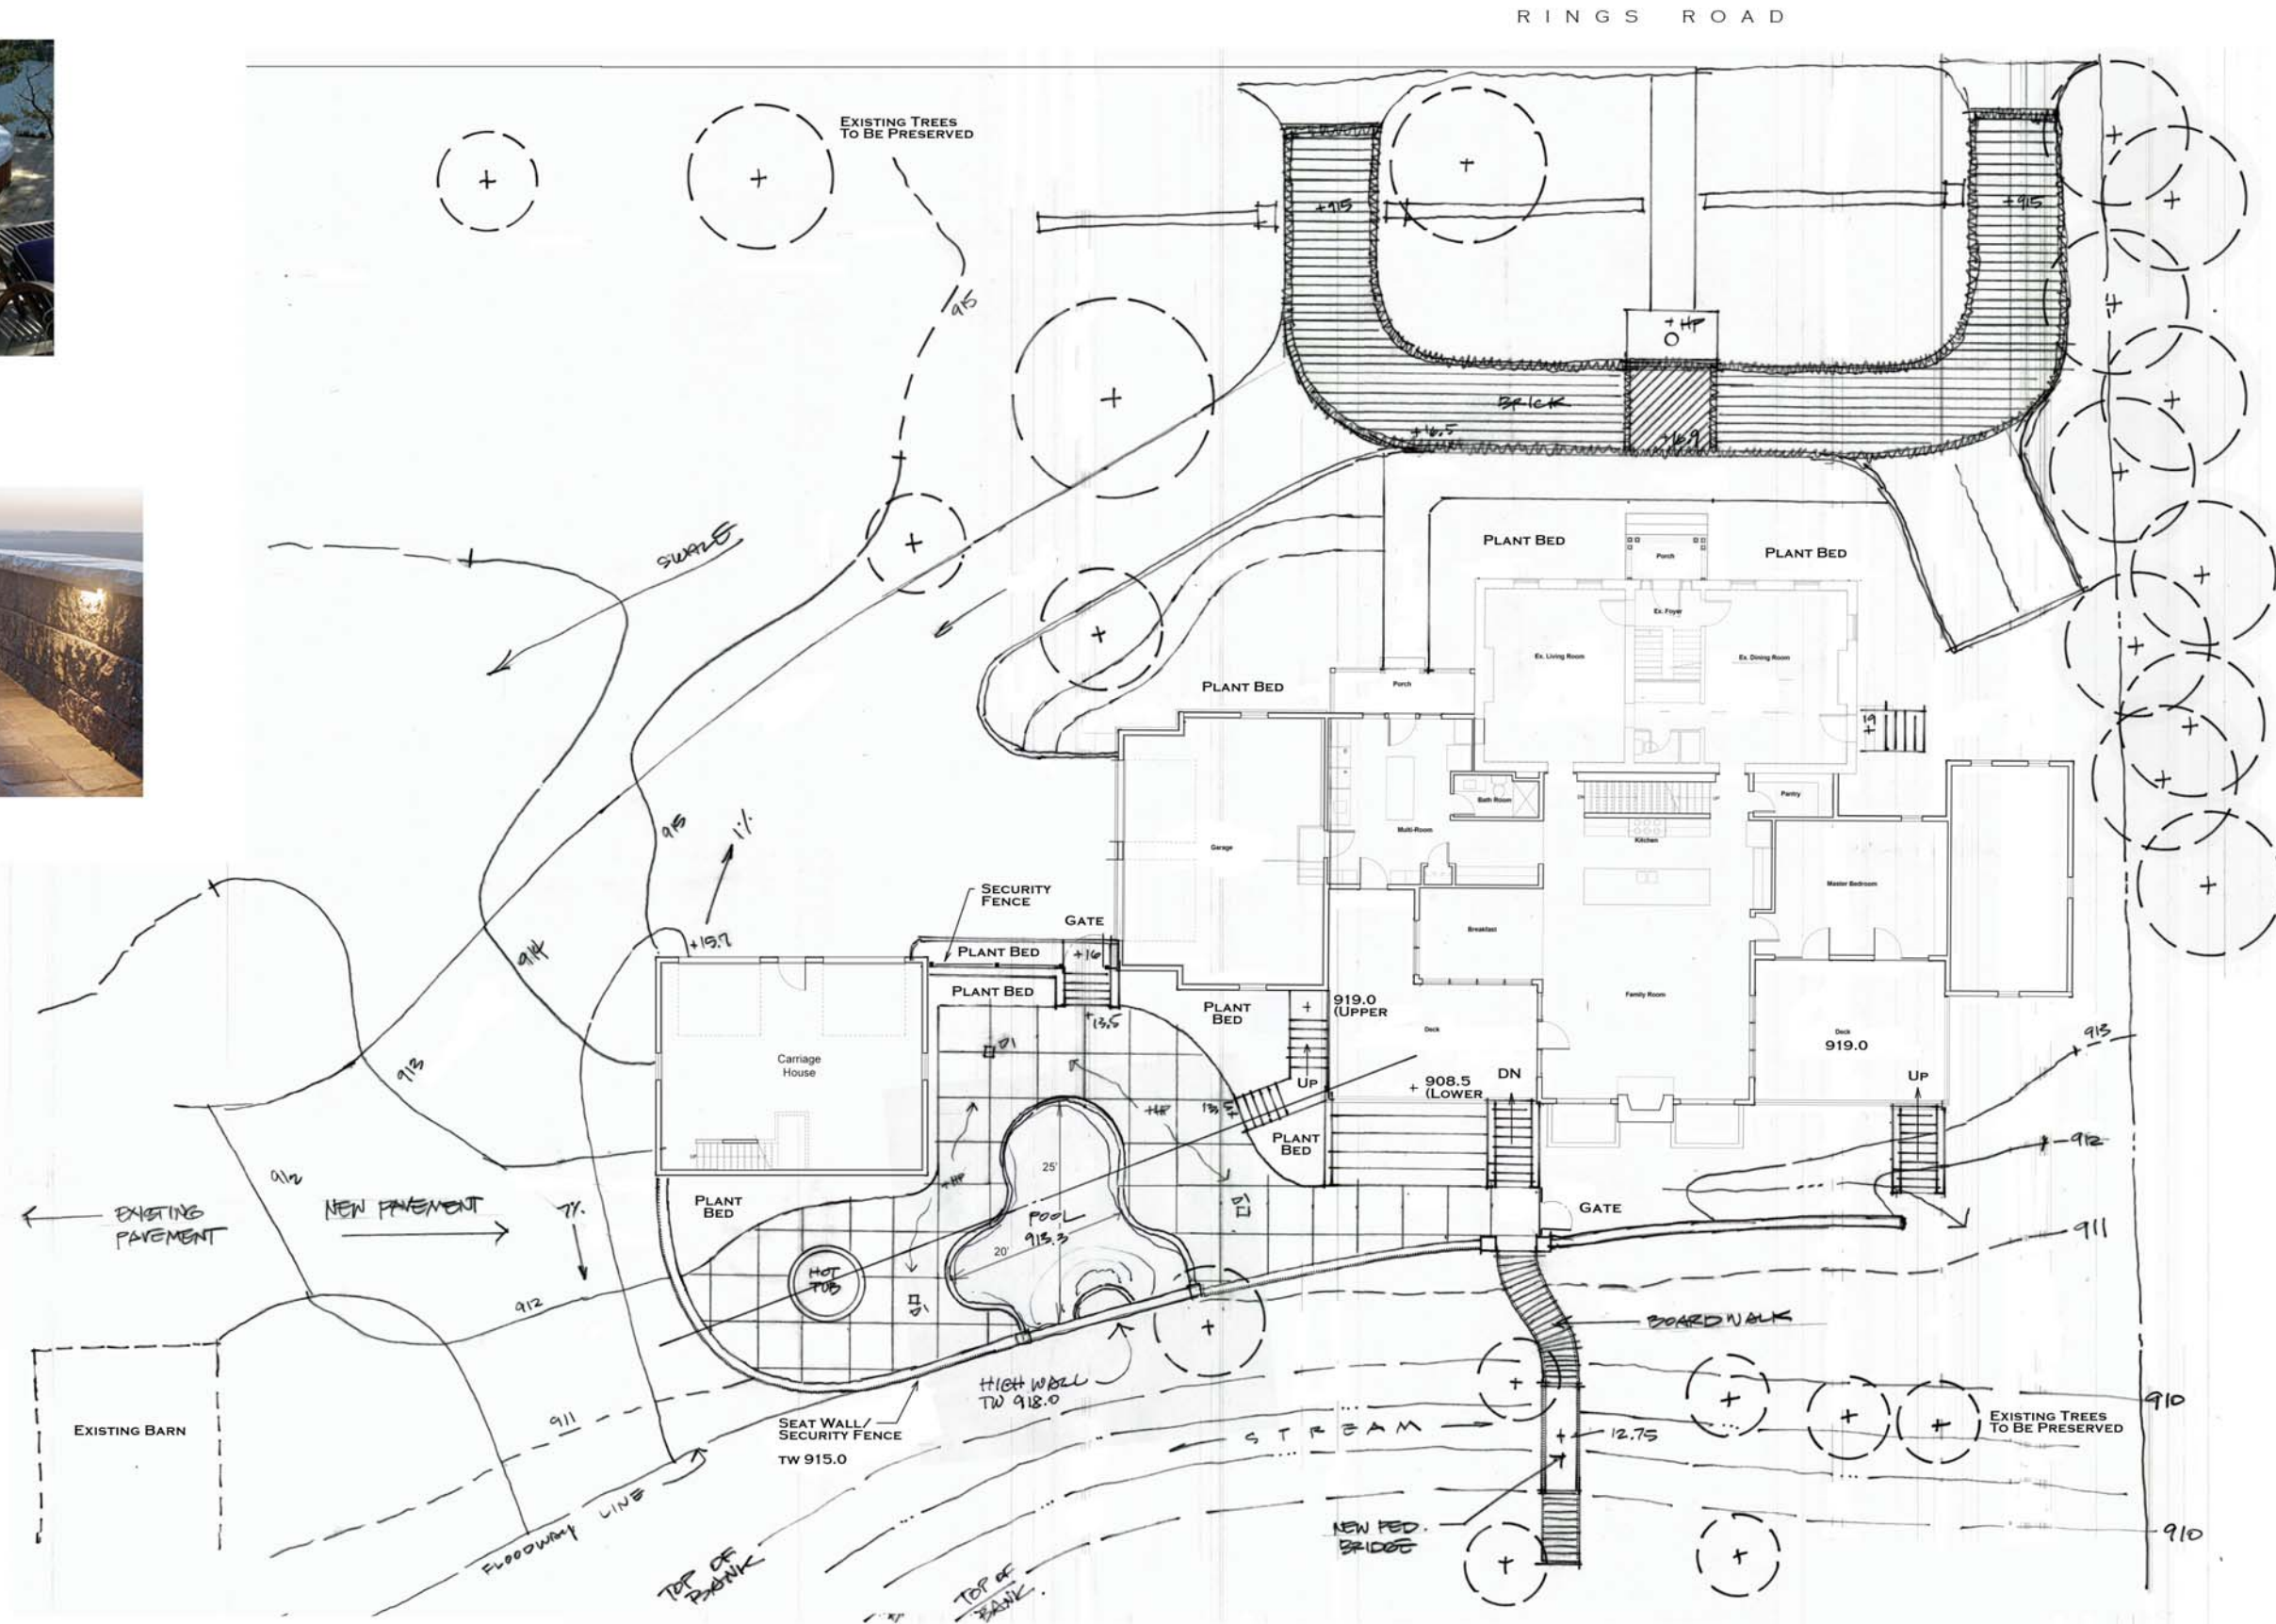 RINGS ROAD
EXISTING TREES
TO BE PRESERVED
+915
+915
915
+ HP
BRICK
+16.5
+16.9
SWALE
PLANT BED
PLANT BED
Porch
Ex. Foyer
Ex. Living Room
Ex. Dining Room
PLANT BED
Porch
+19
Bath Room
DN
UP
Pantry
Multi-Room
Kitchen
Garage
Master Bedroom
915
1%
SECURITY
FENCE
GATE
Breakfast
914
+15.7
PLANT BED
+16
PLANT BED
PLANT
BED
919.0
(UPPER
Family Room
+13.5
DI
Deck
Deck
919.0
913
Carriage
House
913
UP
+ 908.5
(LOWER
DN
UP
+HP
PLANT
BED
912
UP
25'
912
+HP
EXISTING
PAVEMENT
NEW PAVEMENT
7%
PLANT
BED
POOL
913.3
DI
GATE
911
20'
HOT
TUB
912
DI
BOARDWALK
HIGH WALL
TW 918.0
910
911
EXISTING BARN
SEAT WALL/
SECURITY FENCE
TW 915.0
STREAM
12.75
EXISTING TREES
TO BE PRESERVED
FLOODWAY LINE
NEW PED.
BRIDGE
910
TOP OF
BANK
TOP OF
BANK.